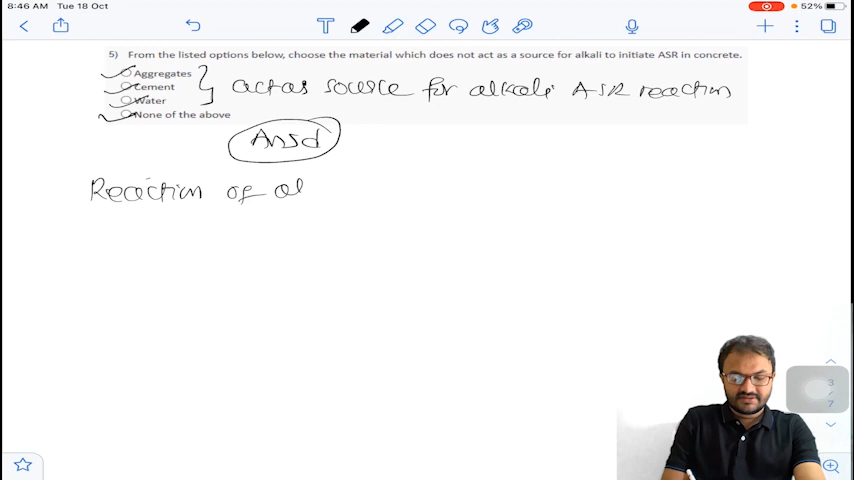 8:46 AM Tue 18 Oct
52%
T
5) From the listed options below, choose the material which does not act as a source for alkali to initiate ASR in concrete.
Aggregates
Cement
Water
None of the above
act as source for alkali ASR reaction
Ans d
Reaction of al
3
7